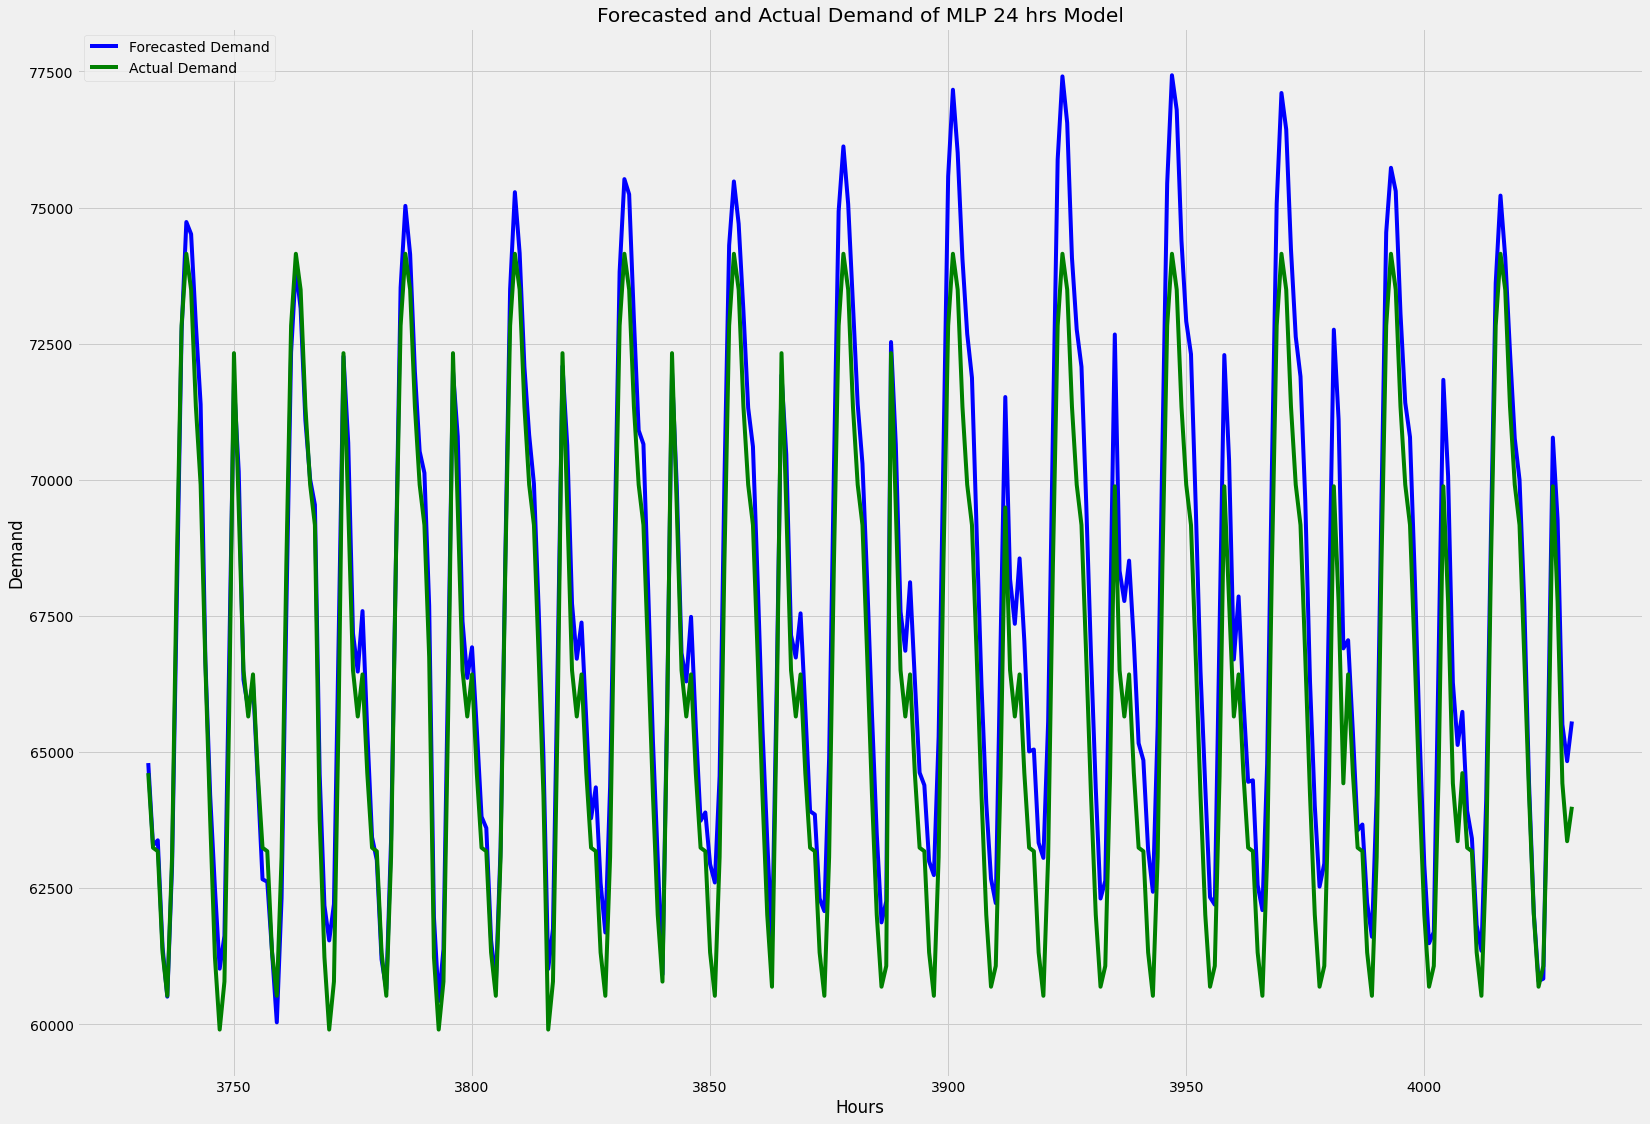 Forecasted and Actual Demand of MLP 24 hrs Model
Forecasted Demand
Actual Demand
77500
75000
72500
70000
67500
65000
62500
60000
Demand
3750
3800
3850
3900
3950
4000
Hours